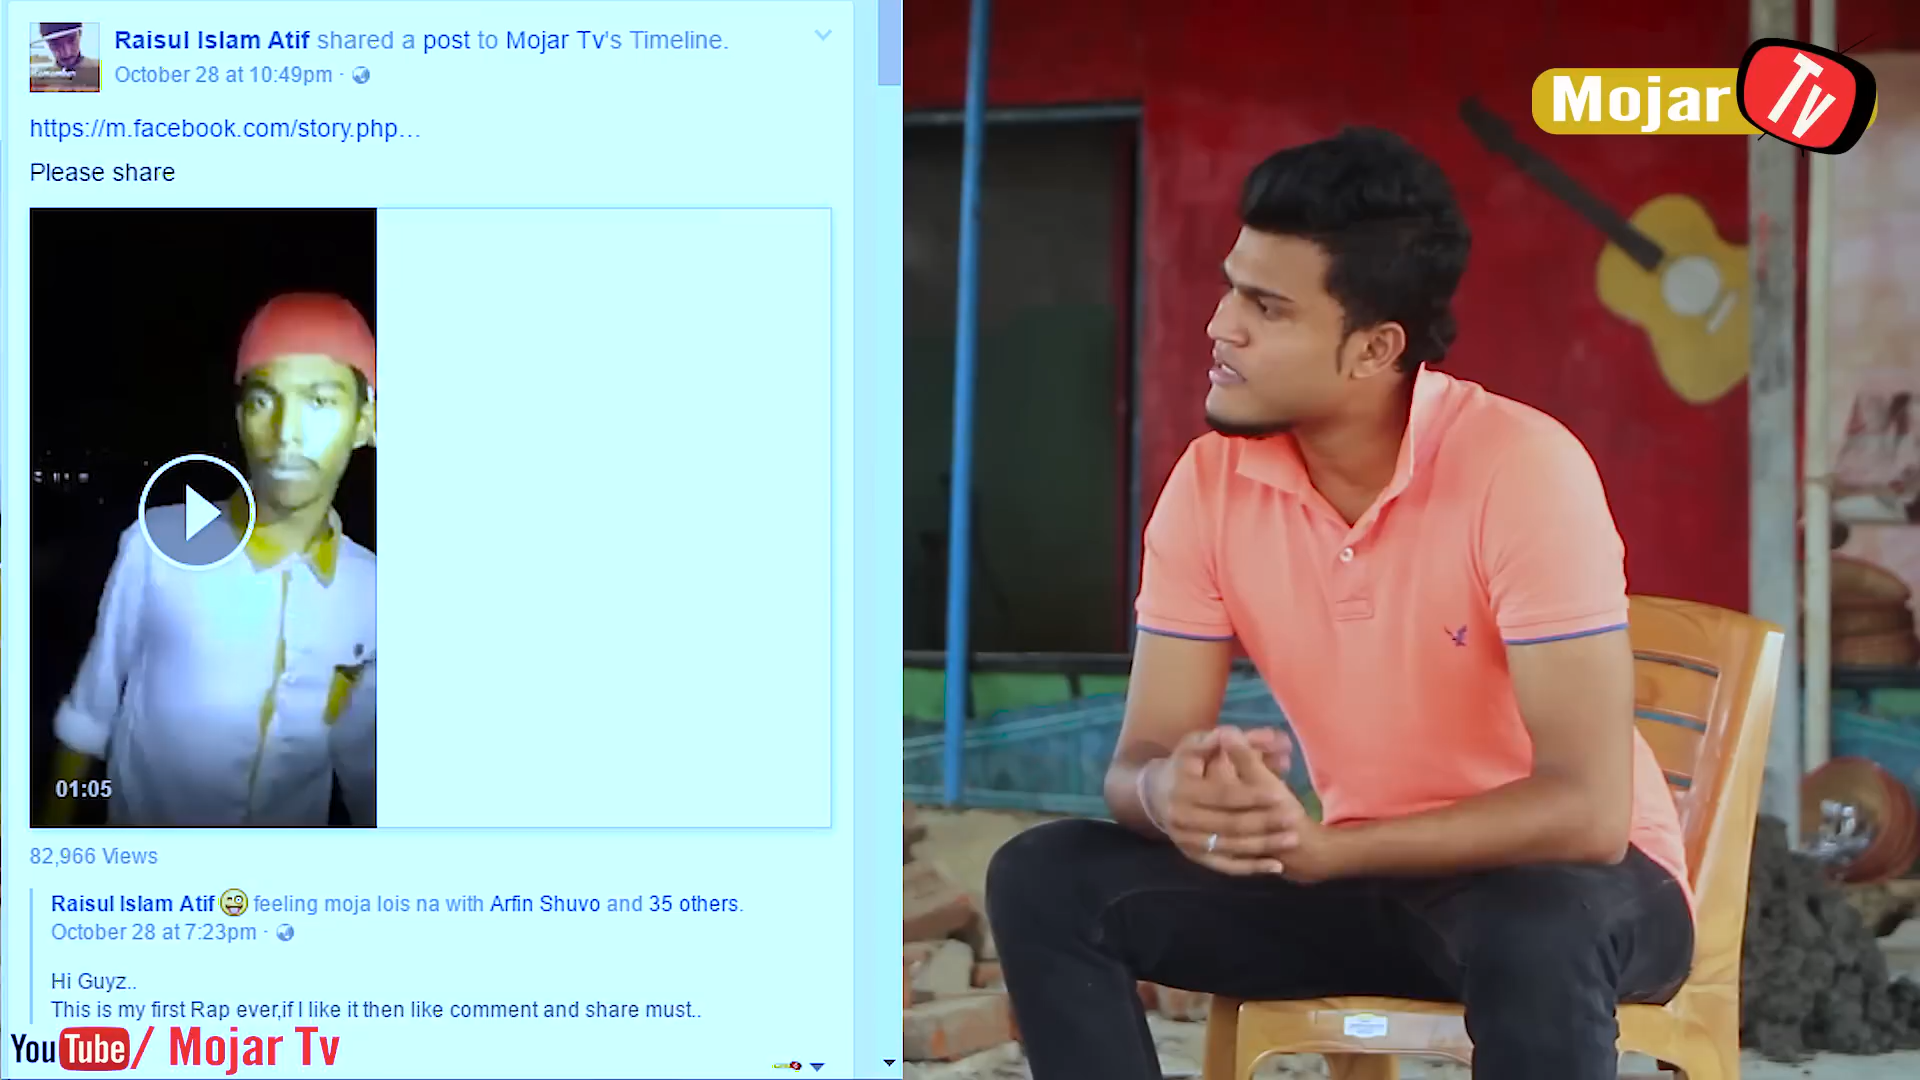 Raisul Islam Atif shared a post to Mojar Tv's Timeline.
October 28 at 10:49pm ·
https://m.facebook.com/story.php...
Please share
01:05
82,966 Views
Raisul Islam Atif feeling moja lois na with Arfin Shuvo and 35 others.
October 28 at 7:23pm ·
Hi Guyz..
This is my first Rap ever,if I like it then like comment and share must..
YouTube/ Mojar Tv
Mojar Tv